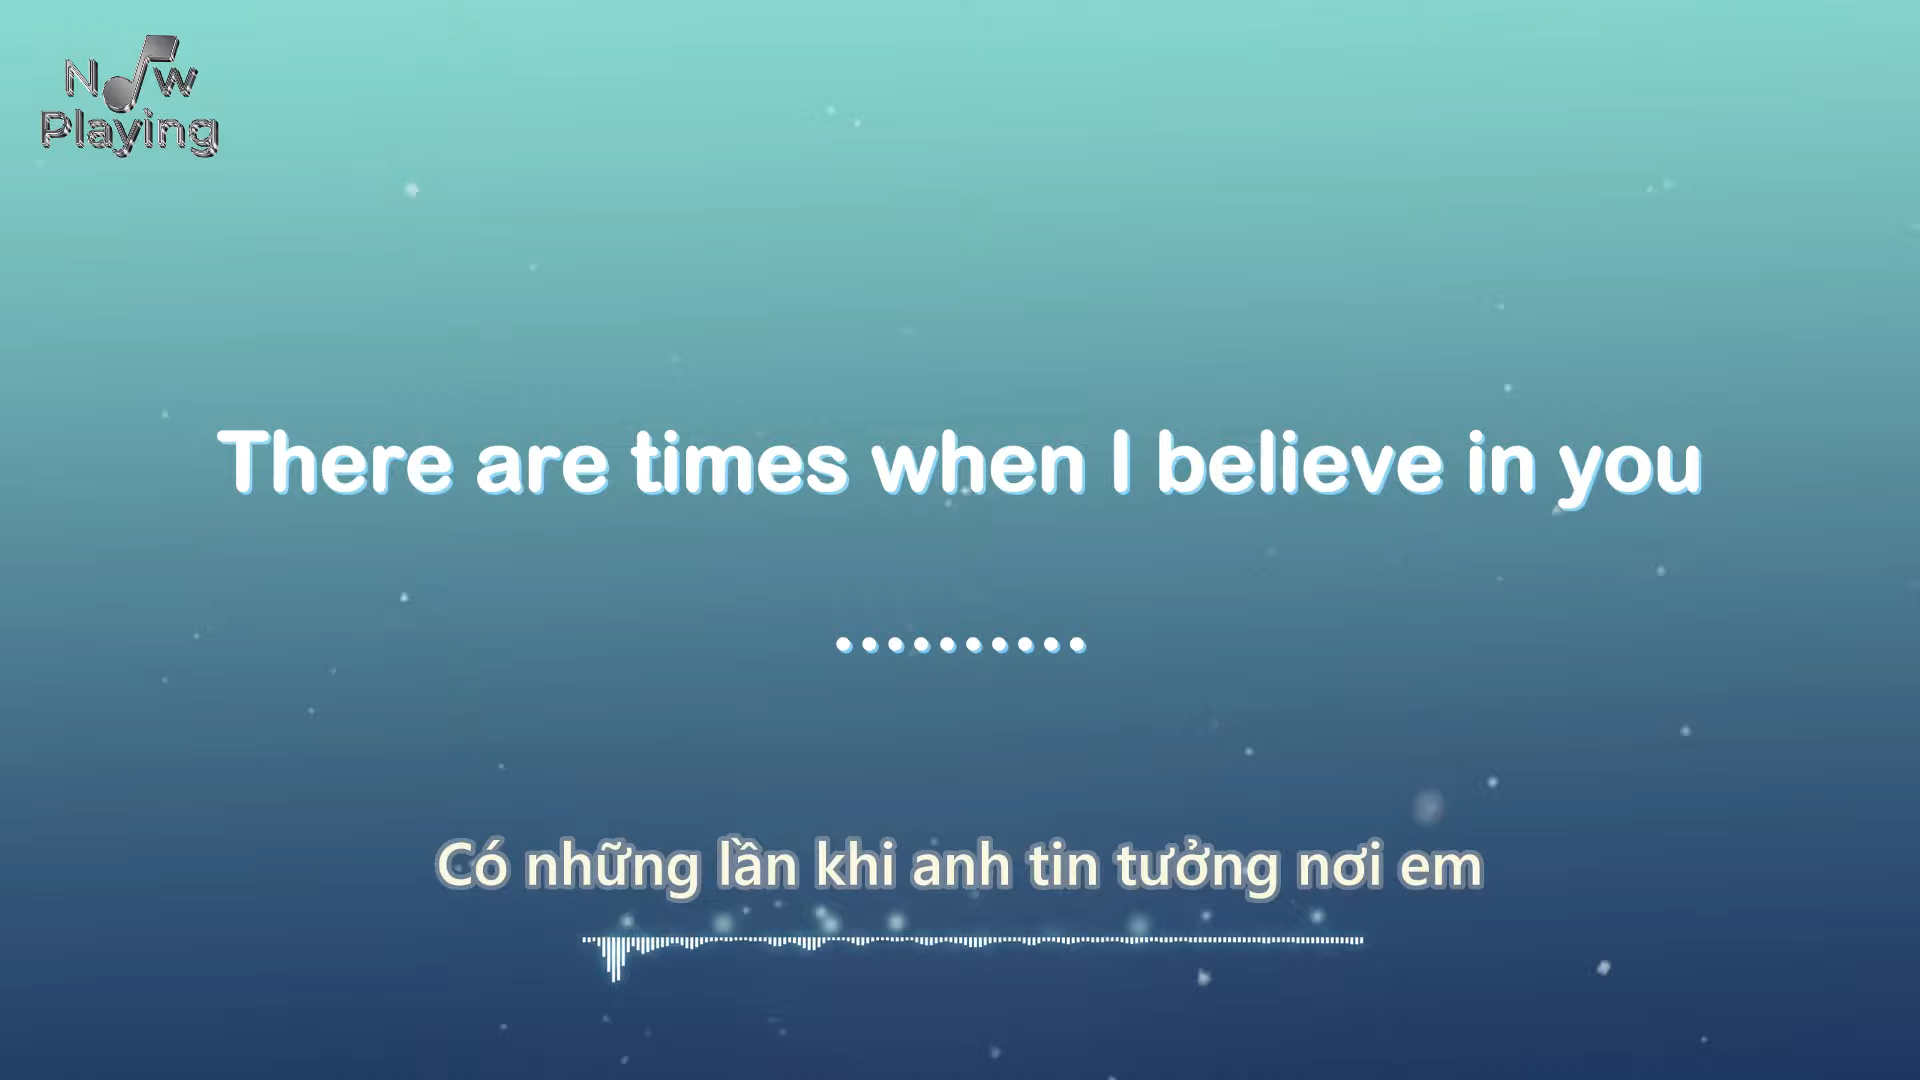 Now
Playing
There are times when I believe in you
..........
Có những lần khi anh tin tưởng nơi em